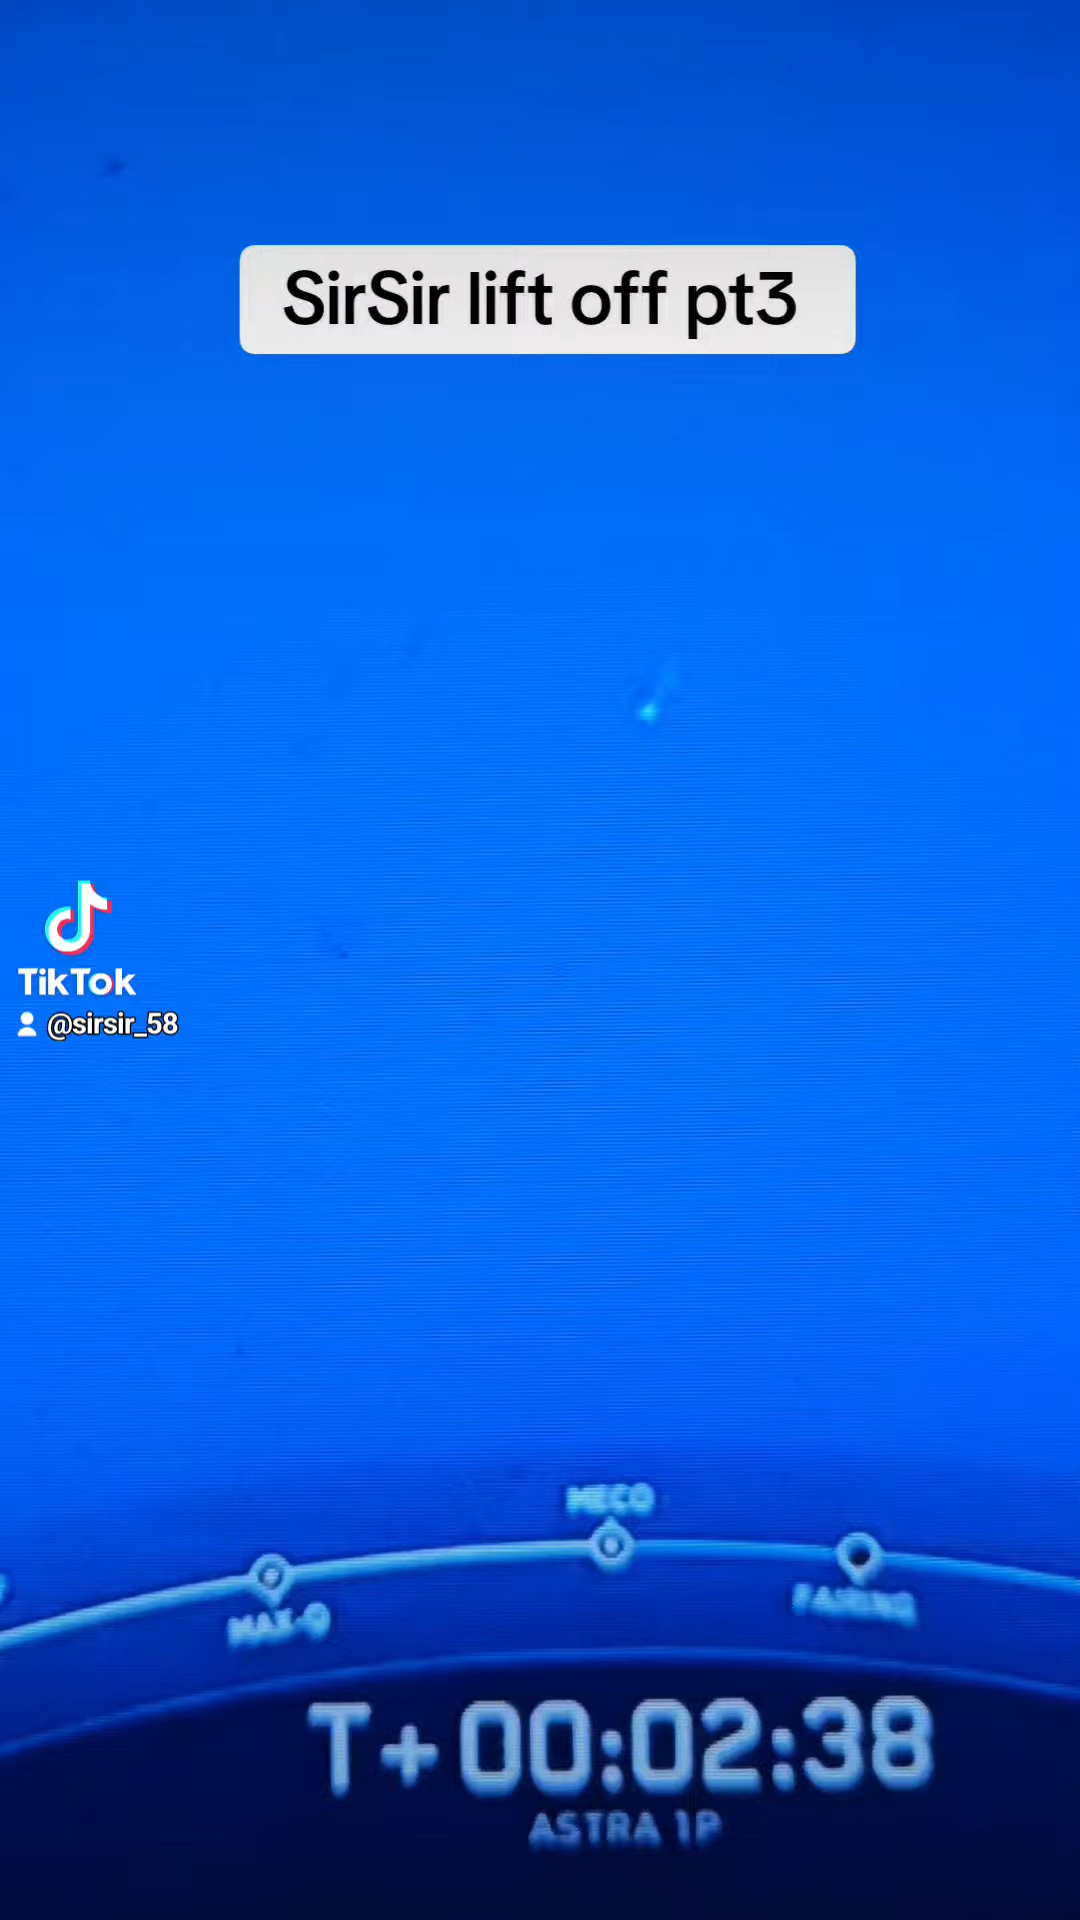 SirSir lift off pt3
TikTok
@sirsir_58
MECO
MAX-Q
FAIRING
T+00:02:38
ASTRA 1P